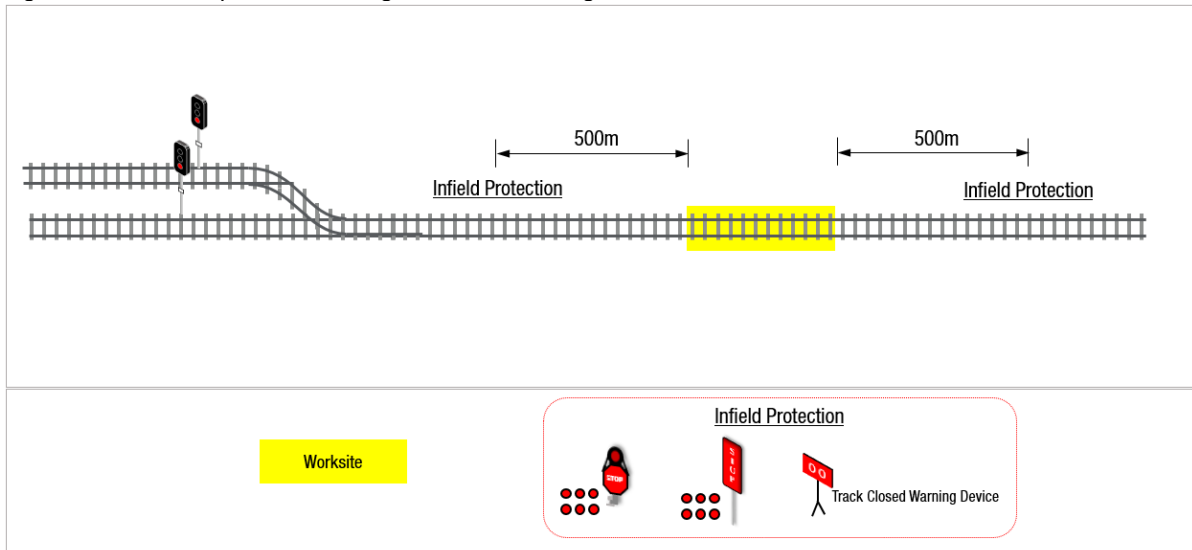 500m
500m
Infield Protection
Infield Protection
Worksite
Infield Protection
STOP
STOP
Track Closed Warning Device